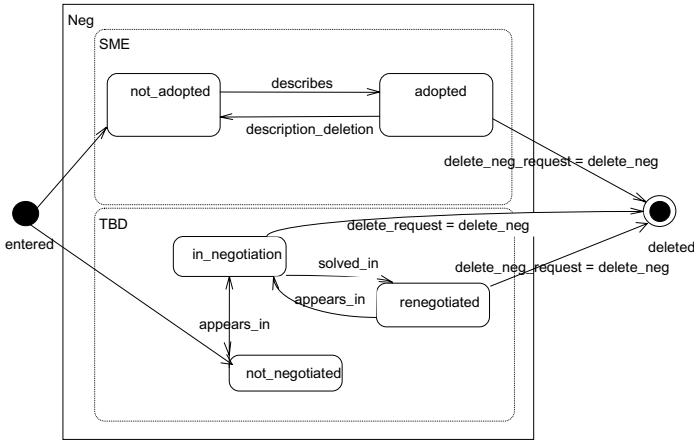 Neg
SME
not_adopted
describes
adopted
description_deletion
delete_neg_request = delete_neg
entered
TBD
delete_request = delete_neg
deleted
in_negotiation
solved_in
delete_neg_request = delete_neg
appears_in
renegotiated
appears_in
not_negotiated